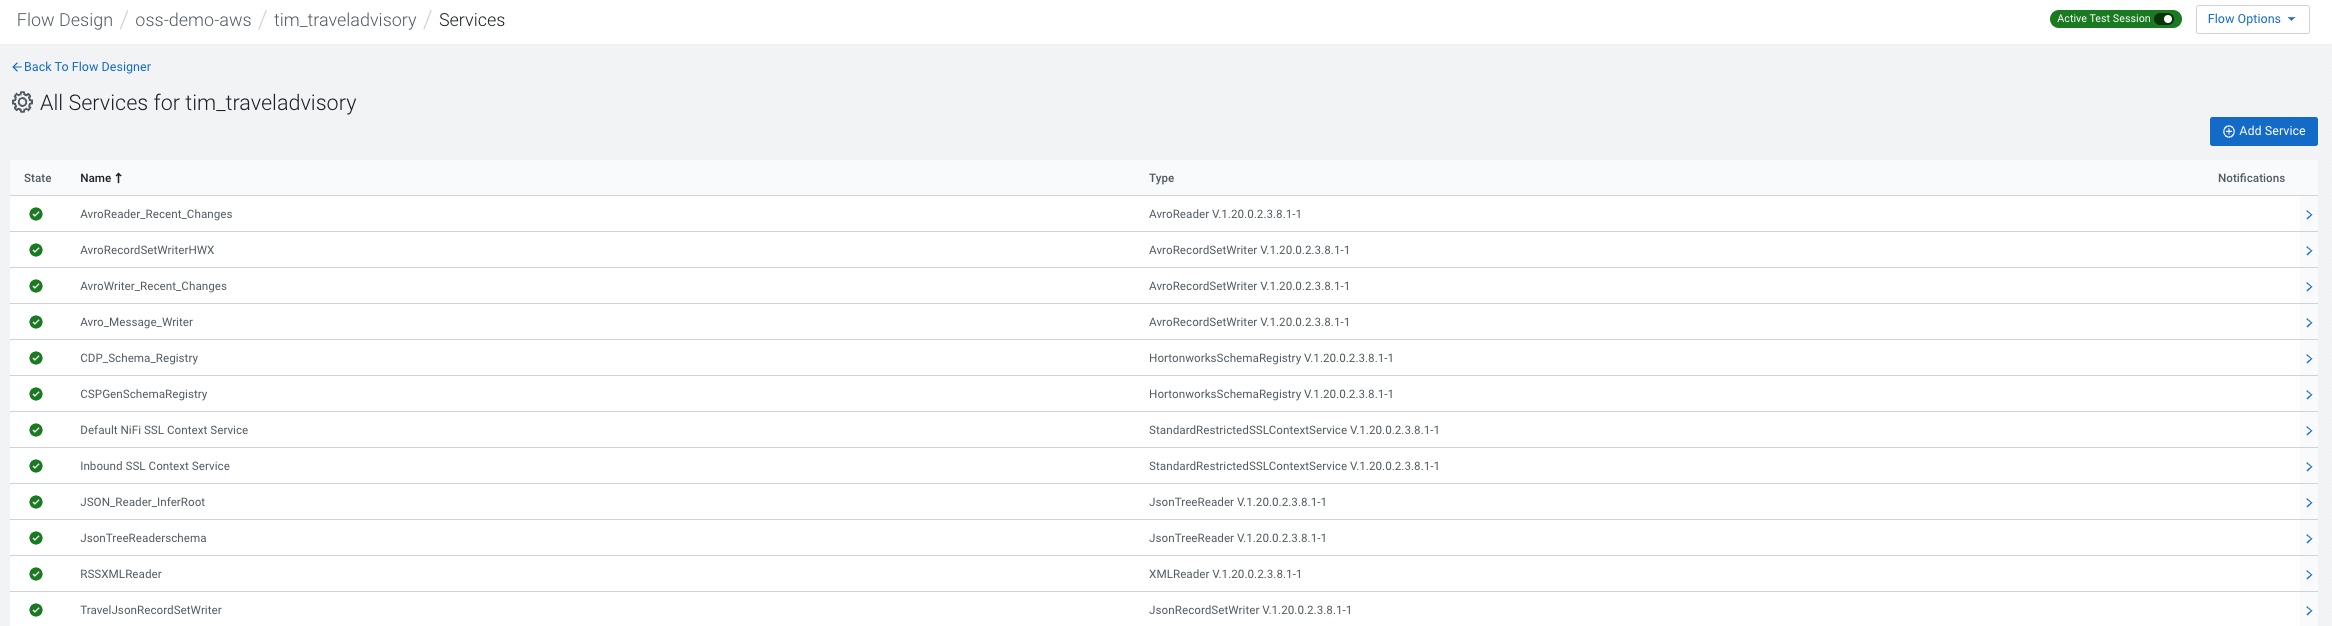 Flow Design / oss-demo-aws / tim_traveladvisory / Services
Active Test Session
Flow Options
Back To Flow Designer
All Services for tim_traveladvisory
Add Service
State Name Type Notifications
AvroReader_Recent_Changes AvroReader V.1.20.0.2.3.8.1-1
AvroRecordSetWriterHWX AvroRecordSetWriter V.1.20.0.2.3.8.1-1
AvroWriter_Recent_Changes AvroRecordSetWriter V.1.20.0.2.3.8.1-1
Avro_Message_Writer AvroRecordSetWriter V.1.20.0.2.3.8.1-1
CDP_Schema_Registry HortonworksSchemaRegistry V.1.20.0.2.3.8.1-1
CSPGenSchemaRegistry HortonworksSchemaRegistry V.1.20.0.2.3.8.1-1
Default NiFi SSL Context Service StandardRestrictedSSLContextService V.1.20.0.2.3.8.1-1
Inbound SSL Context Service StandardRestrictedSSLContextService V.1.20.0.2.3.8.1-1
JSON_Reader_InferRoot JsonTreeReader V.1.20.0.2.3.8.1-1
JsonTreeReaderschema JsonTreeReader V.1.20.0.2.3.8.1-1
RSSXMLReader XMLReader V.1.20.0.2.3.8.1-1
TravelJsonRecordSetWriter JsonRecordSetWriter V.1.20.0.2.3.8.1-1